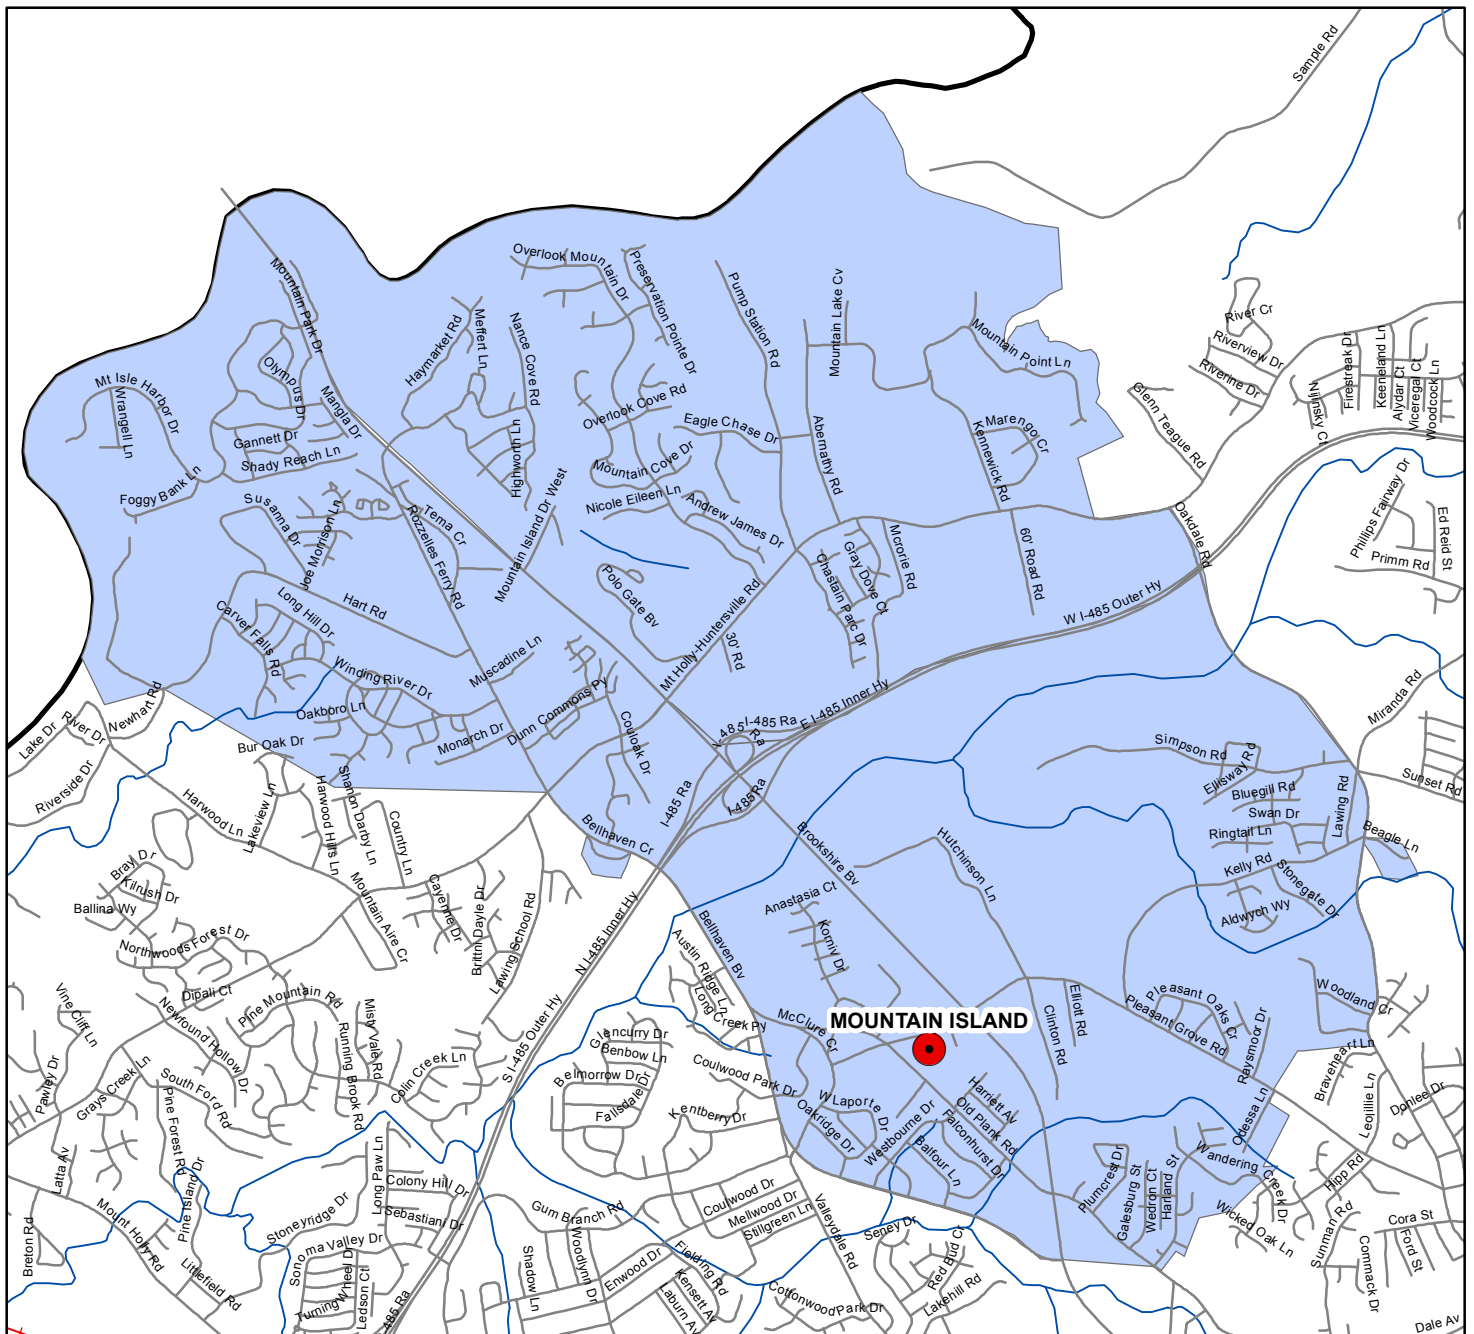 Sample Rd
Overlook Mountain Dr
Preservation Pointe Dr
Mountain Park Dr
Pump Station Rd
Mountain Lake Cv
Haymarket Rd
Meffert Ln
Nance Cove Rd
Mountain Point Ln
River Cr
Riverview Dr
Riverine Dr
Nijinsky Ct
Firestreak Dr
Keeneland Ln
Alydar Ct
Viceregal Ct
Woodcock Ln
Glenn Teague Rd
Mt Isle Harbor Dr
Wrangell Ln
Olympus Dr
Mangla Dr
Gannett Dr
Shady Reach Ln
Foggy Bank Ln
Overlook Cove Rd
Eagle Chase Dr
Abernathy Rd
Marengo Cr
Kennewick Rd
Highworth Ln
Mountain Cove Dr
Nicole Eileen Ln
Andrew James Dr
Mountain Island Dr West
Susanna Dr
Joe Morrison Ln
Tema Cr
Rozzelles Ferry Rd
Oakdale Rd
Phillips Fairway Dr
Ed Reid St
Primm Rd
Mcrorie Rd
Gray Dove Ct
Chastain Parc Dr
60' Road Rd
Polo Gate Bv
Mt Holly-Huntersville Rd
30' Rd
W I-485 Outer Hy
Long Hill Dr
Hart Rd
Carver Falls Rd
Winding River Dr
Muscadine Ln
Oakboro Ln
Dunn Commons Py
Monarch Dr
Couloak Dr
Bur Oak Dr
Newhart Rd
River Dr
Lake Dr
Riverside Dr
I-485 Ra
E I-485 Inner Hy
I-485 Ra
I-485 Ra
Miranda Rd
Simpson Rd
Ellisway Rd
Bluegill Rd
Swan Dr
Ringtail Ln
Lawing Rd
Sunset Rd
Beagle Ln
Kelly Rd
Stonegate Dr
Aldwych Wy
Harwood Ln
Lakeview Ln
Harwood Hills Ln
Shanon Darby Ln
Country Ln
Bellhaven Cr
Brookshire Bv
Hutchinson Ln
Bray Dr
Kilrush Dr
Ballina Wy
Mountain Aire Cr
Cayenne Dr
Brittni Dayle Dr
Lawing School Rd
N I-485 Inner Hy
Anastasia Ct
Korniv Dr
Bellhaven Bv
Northwoods Forest Dr
Dipali Ct
Austin Ridge Ln
Long Creek Py
Vine Cliff Ln
Newfound Hollow Dr
Pine Mountain Rd
Misty Vale Rd
Running Brook Rd
S I-485 Outer Hy
McClure Cr
MOUNTAIN ISLAND
Elliott Rd
Clinton Rd
Pleasant Oaks Cr
Pleasant Grove Rd
Raysmoor Dr
Woodland Cr
Braveheart Ln
Glencurry Dr
Benbow Ln
Belmorrow Dr
Fallsdale Dr
Kentberry Dr
Coulwood Park Dr
Pawley Dr
Grays Creek Ln
South Ford Rd
Pine Forest Rd
Colin Creek Ln
W Laporte Dr
Oakridge Dr
Westbourne Dr
Balfour Ln
Harriett Av
Old Plank Rd
Falconhurst Dr
Odessa Ln
Leolillie Ln
Donlee Dr
Hipp Rd
Wandering Creek Dr
Latta Av
Pine Island Dr
Long Paw Ln
Colony Hill Dr
Sebastiani Dr
Stoneyridge Dr
Sonoma Valley Dr
Gum Branch Rd
Coulwood Dr
Mellwood Dr
Stillgreen Ln
Valleydale Rd
Seney Dr
Red Bud Cr
Lakehill Rd
Plumcrest Dr
Galesburg St
Wedron Ct
Harland St
Wicked Oak Ln
Sunman Rd
Cora St
Ford St
Commack Dr
Dale Av
Breton Rd
Mount Holly Rd
Littlefield Rd
Turning Wheel Dr
Ledson Ct
485 Ra
Shadow Ln
Woodlynn Dr
Enwood Dr
Fielding Rd
Kensett Av
Laburn Av
Cottonwood Park Dr